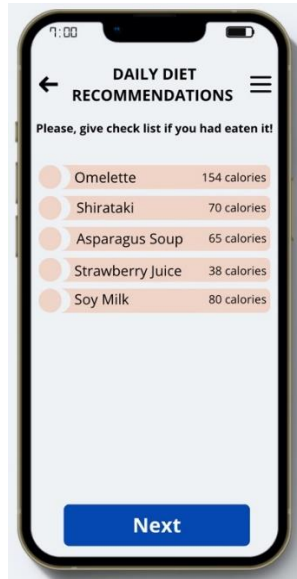 7:00
DAILY DIET
RECOMMENDATIONS
Please, give check list if you had eaten it!
Omelette 154 calories
Shirataki 70 calories
Asparagus Soup 65 calories
Strawberry Juice 38 calories
Soy Milk 80 calories
Next